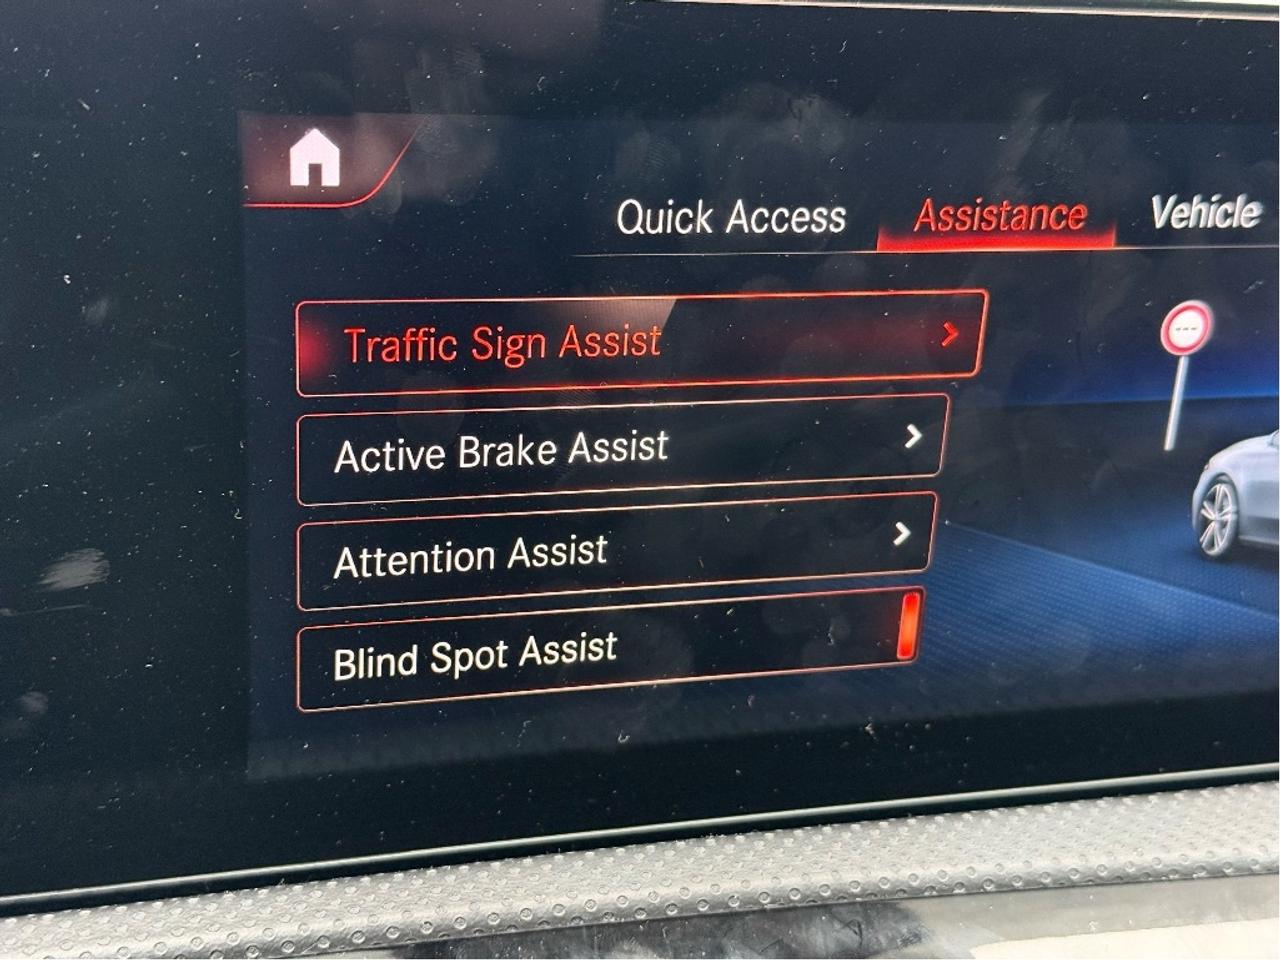 Quick Access Assistance Vehicle
Traffic Sign Assist
Active Brake Assist
Attention Assist
Blind Spot Assist